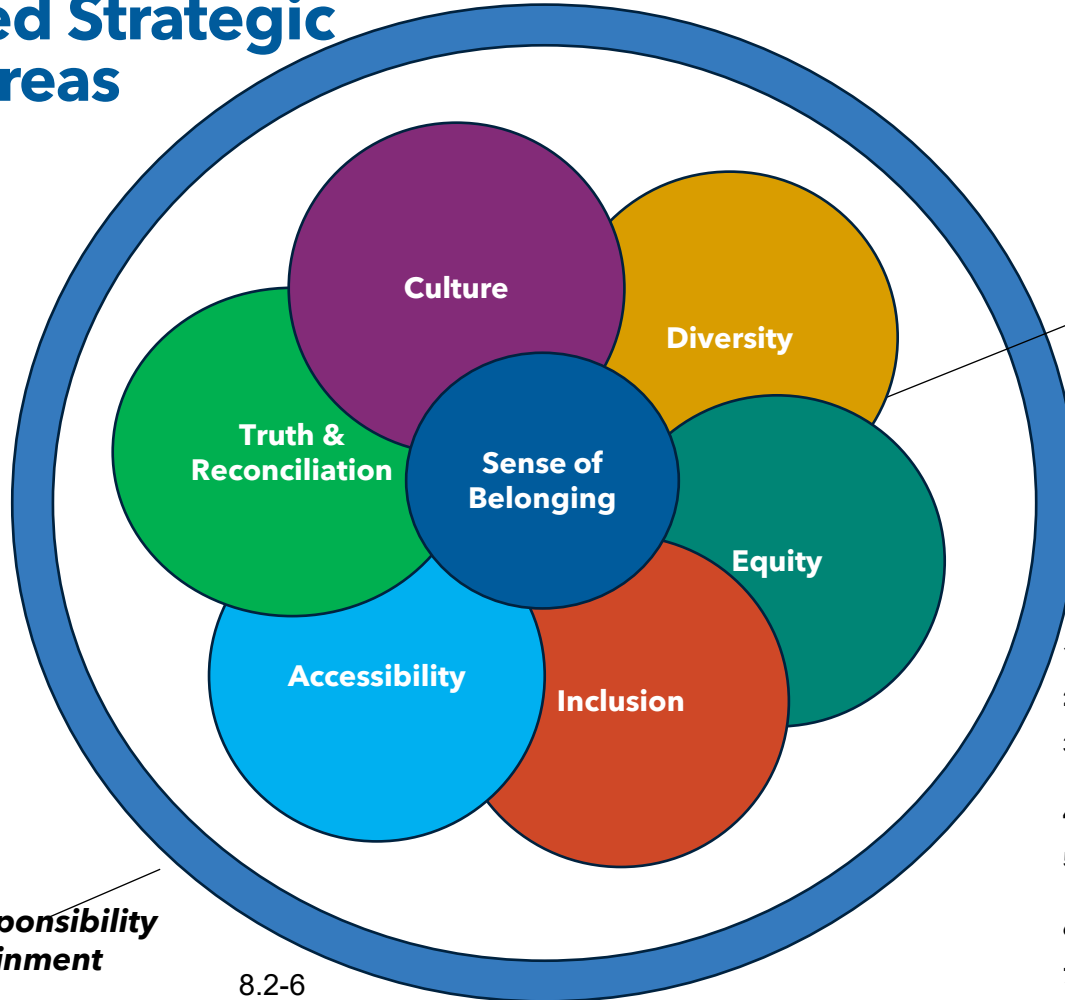 ed Strategic
reas
Culture
Diversity
Truth &
Reconciliation
Sense of
Belonging
Equity
Accessibility
Inclusion
ponsibility
inment
8.2-6